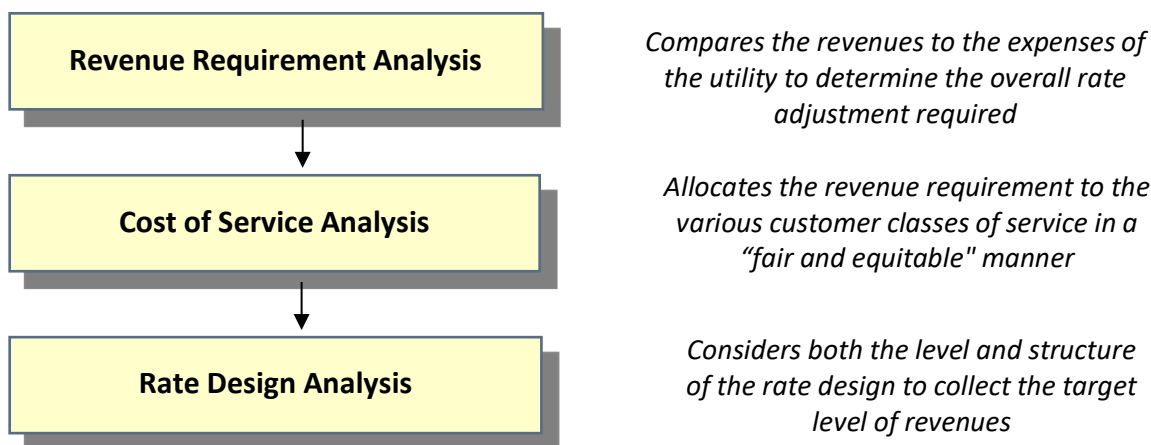 Revenue Requirement Analysis
Compares the revenues to the expenses of
the utility to determine the overall rate
adjustment required
Cost of Service Analysis
Allocates the revenue requirement to the
various customer classes of service in a
“fair and equitable" manner
Rate Design Analysis
Considers both the level and structure
of the rate design to collect the target
level of revenues